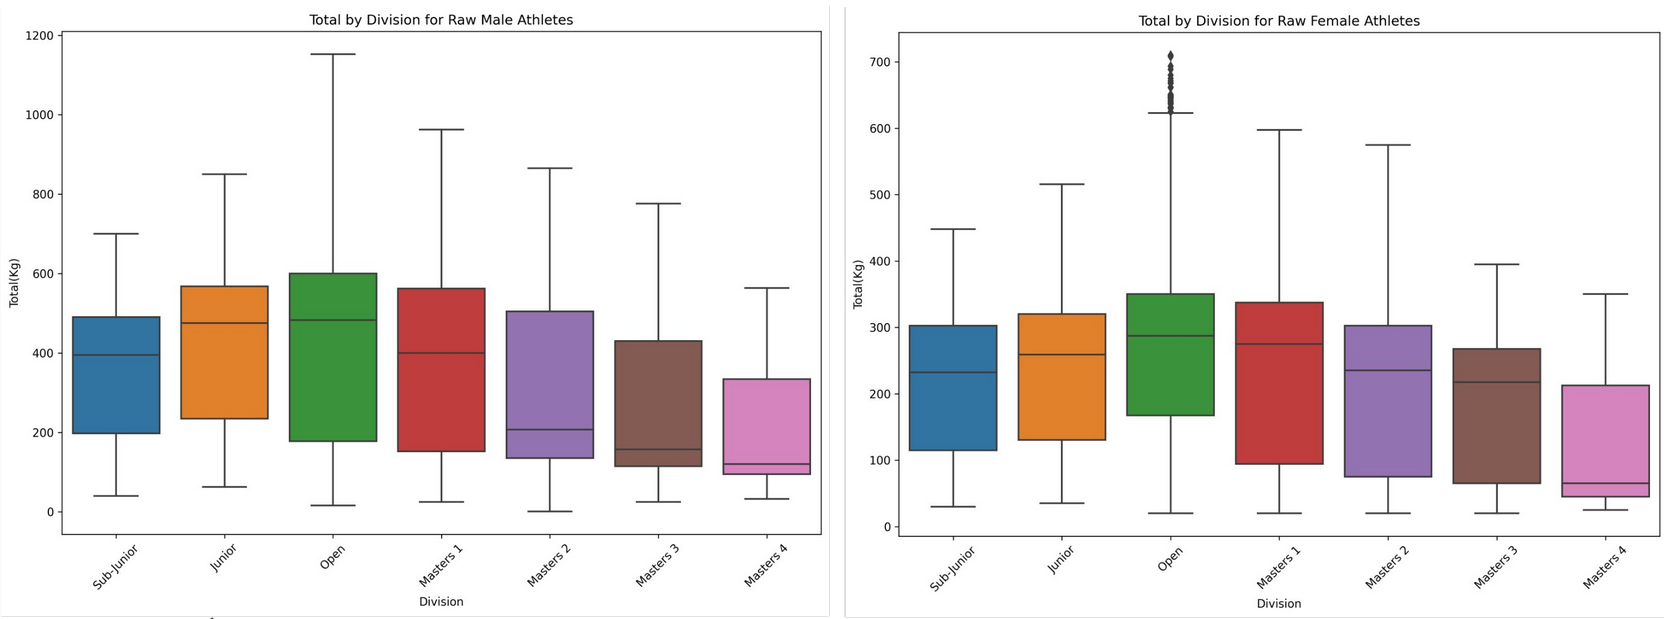 Total by Division for Raw Male Athletes
1200
1000
800
600
400
200
0
Total(Kg)
Sub-Junior
Junior
Open
Masters 1
Masters 2
Masters 3
Masters 4
Division
Total by Division for Raw Female Athletes
700
600
500
400
300
200
100
0
Total(Kg)
Sub-Junior
Junior
Open
Masters 1
Masters 2
Masters 3
Masters 4
Division